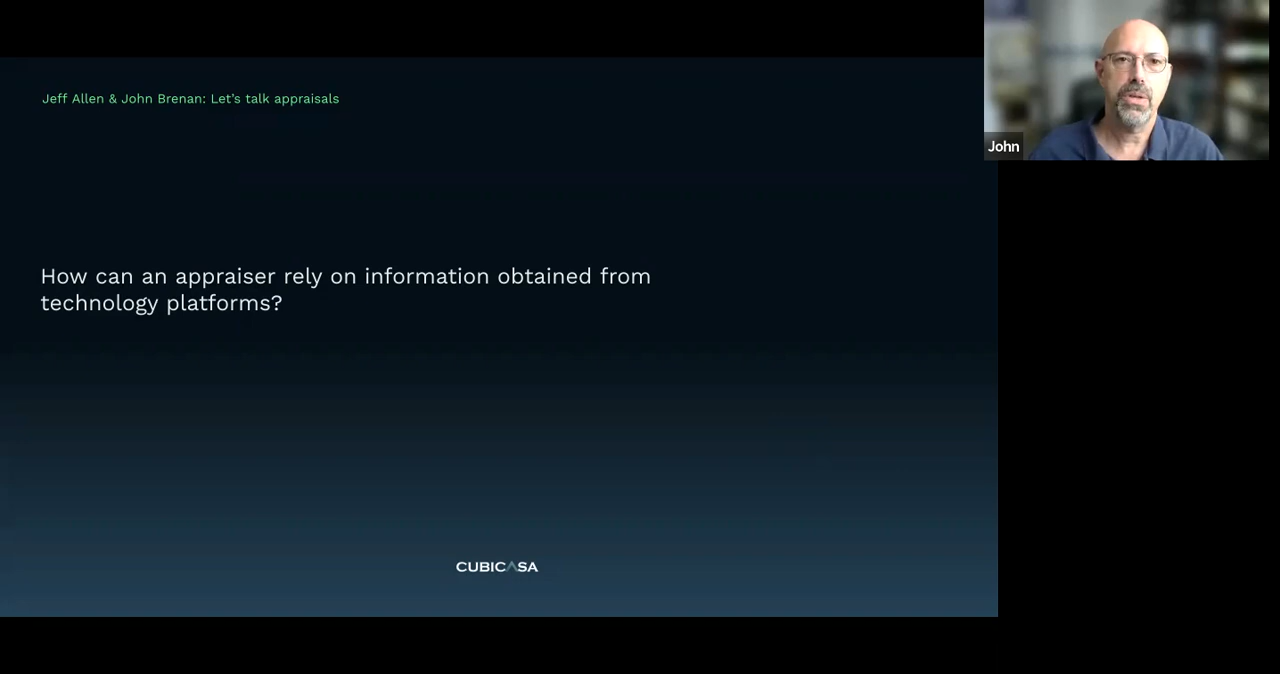 Jeff Allen & John Brenan: Let's talk appraisals
John
How can an appraiser rely on information obtained from
technology platforms?
CUBICASA